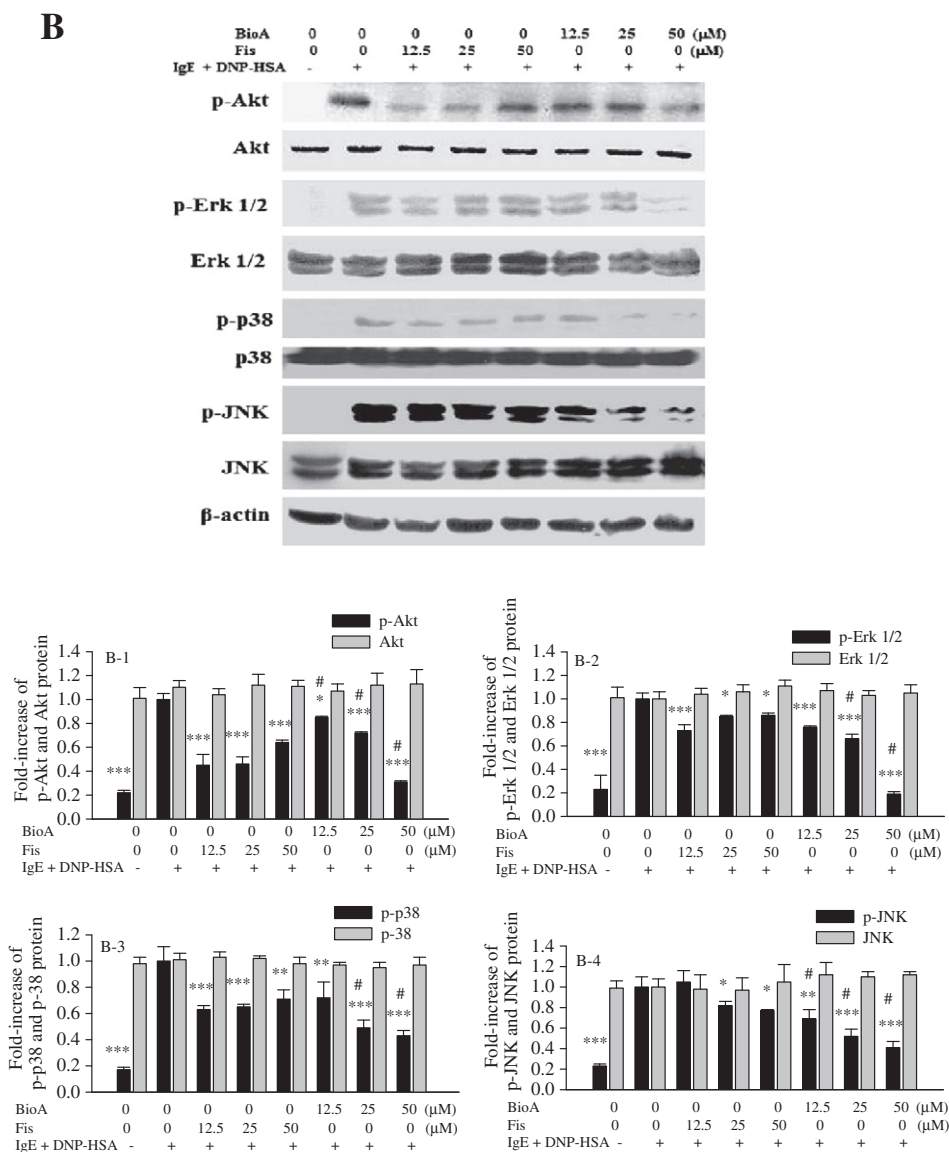 B
BioA 0 0 0 0 0 12.5 25 50 (µM)
Fis 0 0 12.5 25 50 0 0 0 (µM)
IgE + DNP-HSA - + + + + + + +
p-Akt
Akt
p-Erk 1/2
Erk 1/2
p-p38
p38
p-JNK
JNK
β-actin
B-1
p-Akt
Akt
Fold-increase of
p-Akt and Akt protein
1.4
1.2
1.0
0.8
0.6
0.4
0.2
0.0
*** *** *** *** # * # *** # ***
BioA 0 0 0 0 0 12.5 25 50 (µM)
Fis 0 0 12.5 25 50 0 0 0 (µM)
IgE + DNP-HSA - + + + + + + +
B-2
p-Erk 1/2
Erk 1/2
Fold-increase of
p-Erk 1/2 and Erk 1/2 protein
1.4
1.2
1.0
0.8
0.6
0.4
0.2
0.0
*** *** * * *** # *** # ***
BioA 0 0 0 0 0 12.5 25 50 (µM)
Fis 0 0 12.5 25 50 0 0 0 (µM)
IgE + DNP-HSA - + + + + + + +
B-3
p-p38
p-38
Fold-increase of
p-p38 and p-38 protein
1.2
1.0
0.8
0.6
0.4
0.2
0.0
*** *** *** ** ** # *** # ***
BioA 0 0 0 0 0 12.5 25 50 (µM)
Fis 0 0 12.5 25 50 0 0 0 (µM)
IgE + DNP-HSA - + + + + + + +
B-4
p-JNK
JNK
Fold-increase of
p-JNK and JNK protein
1.4
1.2
1.0
0.8
0.6
0.4
0.2
0.0
*** * * # ** # *** # ***
BioA 0 0 0 0 0 12.5 25 50 (µM)
Fis 0 0 12.5 25 50 0 0 0 (µM)
IgE + DNP-HSA - + + + + + + +